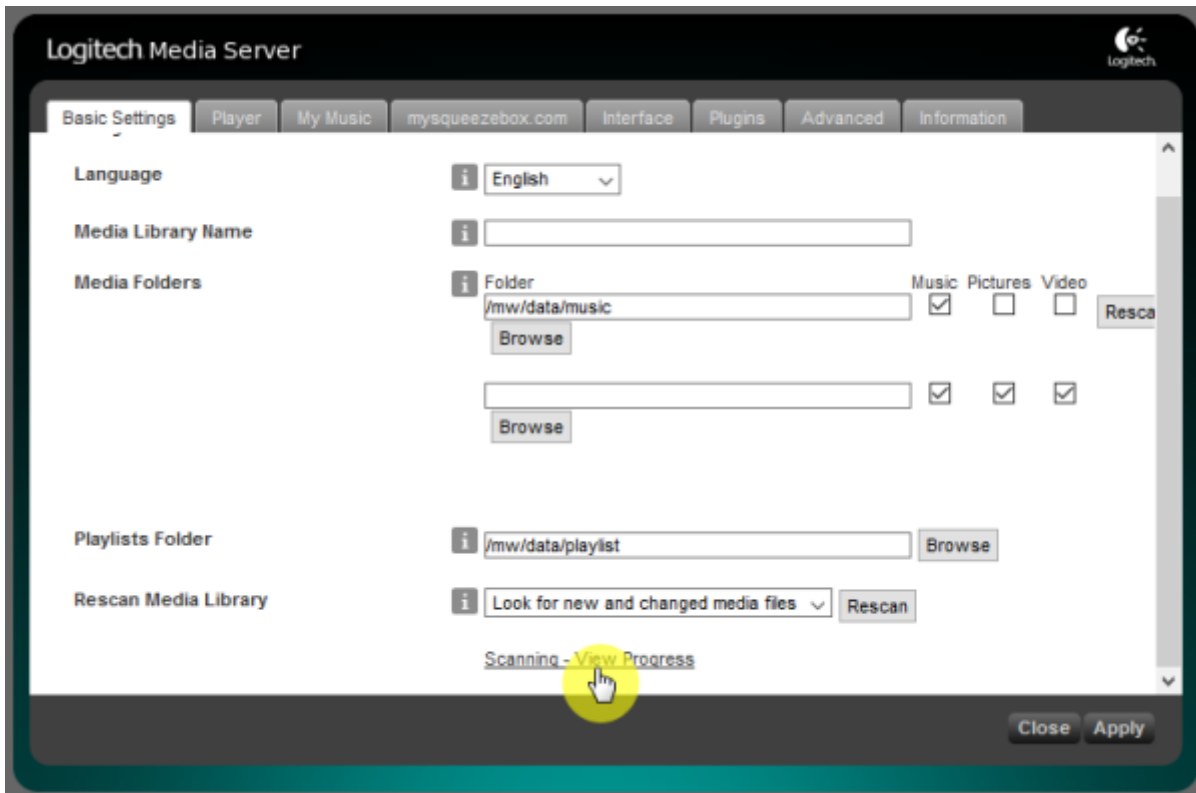 Logitech Media Server
Logitech
Basic Settings Player My Music mysqueezebox.com Interface Plugins Advanced Information
Language i English
Media Library Name i
Media Folders i Folder Music Pictures Video
/mw/data/music Resca
Browse
Browse
Playlists Folder i /mw/data/playlist Browse
Rescan Media Library i Look for new and changed media files Rescan
Scanning - View Progress
Close Apply